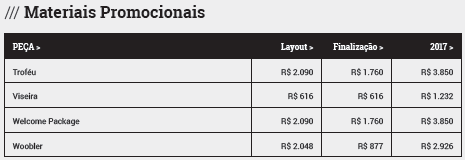 /// Materiais Promocionais
PEÇA > Layout > Finalização > 2017 >
Troféu R$ 2.090 R$ 1.760 R$ 3.850
Viseira R$ 616 R$ 616 R$ 1.232
Welcome Package R$ 2.090 R$ 1.760 R$ 3.850
Woobler R$ 2.048 R$ 877 R$ 2.926